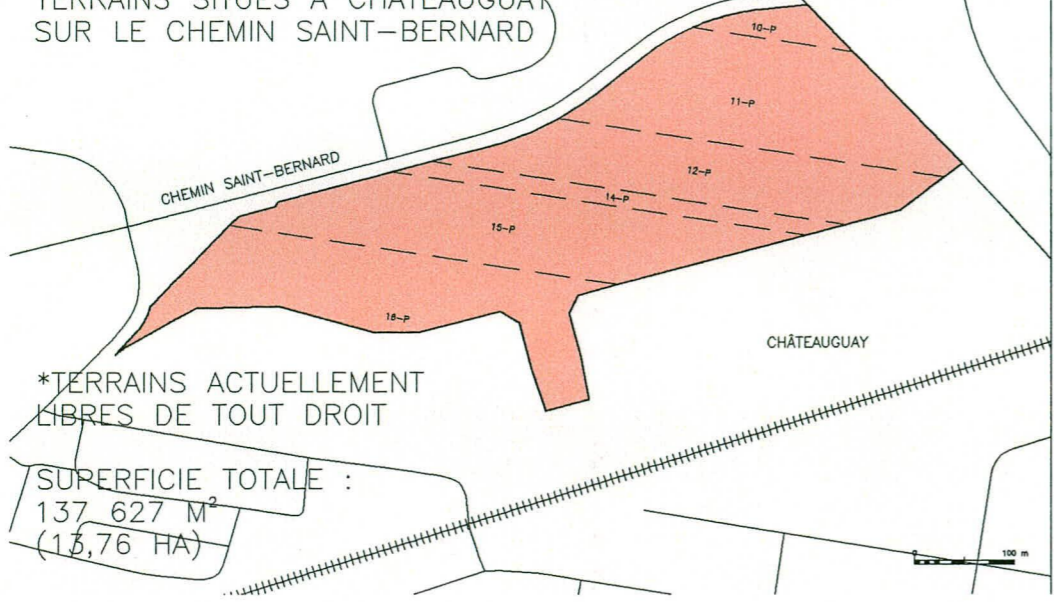 TERRAINS SITUÉS À CHÂTEAUGUAY
SUR LE CHEMIN SAINT-BERNARD
10-P
11-P
CHEMIN SAINT-BERNARD
12-P
14-P
15-P
16-P
CHÂTEAUGUAY
*TERRAINS ACTUELLEMENT
LIBRES DE TOUT DROIT
SUPERFICIE TOTALE :
137 627 M²
(13,76 HA)
0 100 m